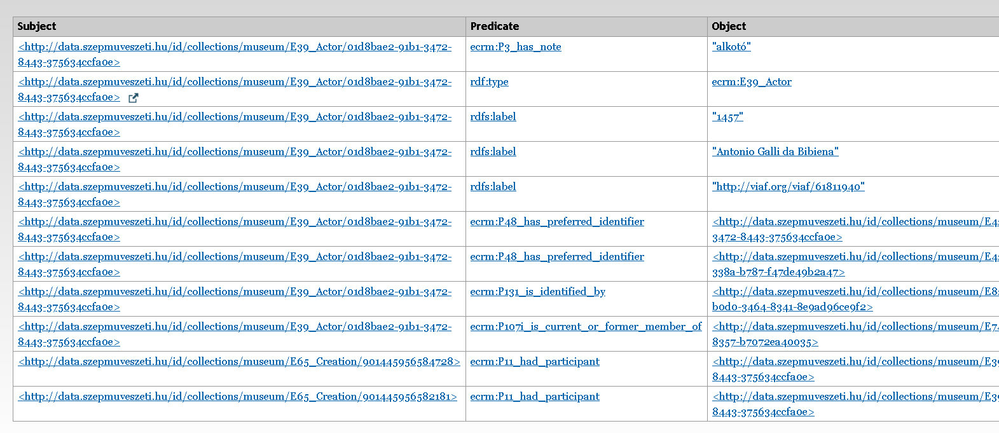 Subject Predicate Object
<http://data.szepmuveszeti.hu/id/collections/museum/E39_Actor/01d8bae2-91b1-3472- ecrm:P3_has_note "alkotó"
8443-375634ccfa0e>
<http://data.szepmuveszeti.hu/id/collections/museum/E39_Actor/01d8bae2-91b1-3472- rdf:type ecrm:E39_Actor
8443-375634ccfa0e>
<http://data.szepmuveszeti.hu/id/collections/museum/E39_Actor/01d8bae2-91b1-3472- rdfs:label "1457"
8443-375634ccfa0e>
<http://data.szepmuveszeti.hu/id/collections/museum/E39_Actor/01d8bae2-91b1-3472- rdfs:label "Antonio Galli da Bibiena"
8443-375634ccfa0e>
<http://data.szepmuveszeti.hu/id/collections/museum/E39_Actor/01d8bae2-91b1-3472- rdfs:label "http://viaf.org/viaf/61811940"
8443-375634ccfa0e>
<http://data.szepmuveszeti.hu/id/collections/museum/E39_Actor/01d8bae2-91b1-3472- ecrm:P48_has_preferred_identifier <http://data.szepmuveszeti.hu/id/collections/museum/E4
8443-375634ccfa0e> 3472-8443-375634ccfa0e>
<http://data.szepmuveszeti.hu/id/collections/museum/E39_Actor/01d8bae2-91b1-3472- ecrm:P48_has_preferred_identifier <http://data.szepmuveszeti.hu/id/collections/museum/E4
8443-375634ccfa0e> 338a-b787-f47de49b2a47>
<http://data.szepmuveszeti.hu/id/collections/museum/E39_Actor/01d8bae2-91b1-3472- ecrm:P131_is_identified_by <http://data.szepmuveszeti.hu/id/collections/museum/E8
8443-375634ccfa0e> b0d0-3464-8341-8e9ad96ce9f2>
<http://data.szepmuveszeti.hu/id/collections/museum/E39_Actor/01d8bae2-91b1-3472- ecrm:P107i_is_current_or_former_member_of <http://data.szepmuveszeti.hu/id/collections/museum/E7
8443-375634ccfa0e> 8357-b7072ea40035>
<http://data.szepmuveszeti.hu/id/collections/museum/E65_Creation/901445956584728> ecrm:P11_had_participant <http://data.szepmuveszeti.hu/id/collections/museum/E39
8443-375634ccfa0e>
<http://data.szepmuveszeti.hu/id/collections/museum/E65_Creation/901445956582181> ecrm:P11_had_participant <http://data.szepmuveszeti.hu/id/collections/museum/E39
8443-375634ccfa0e>